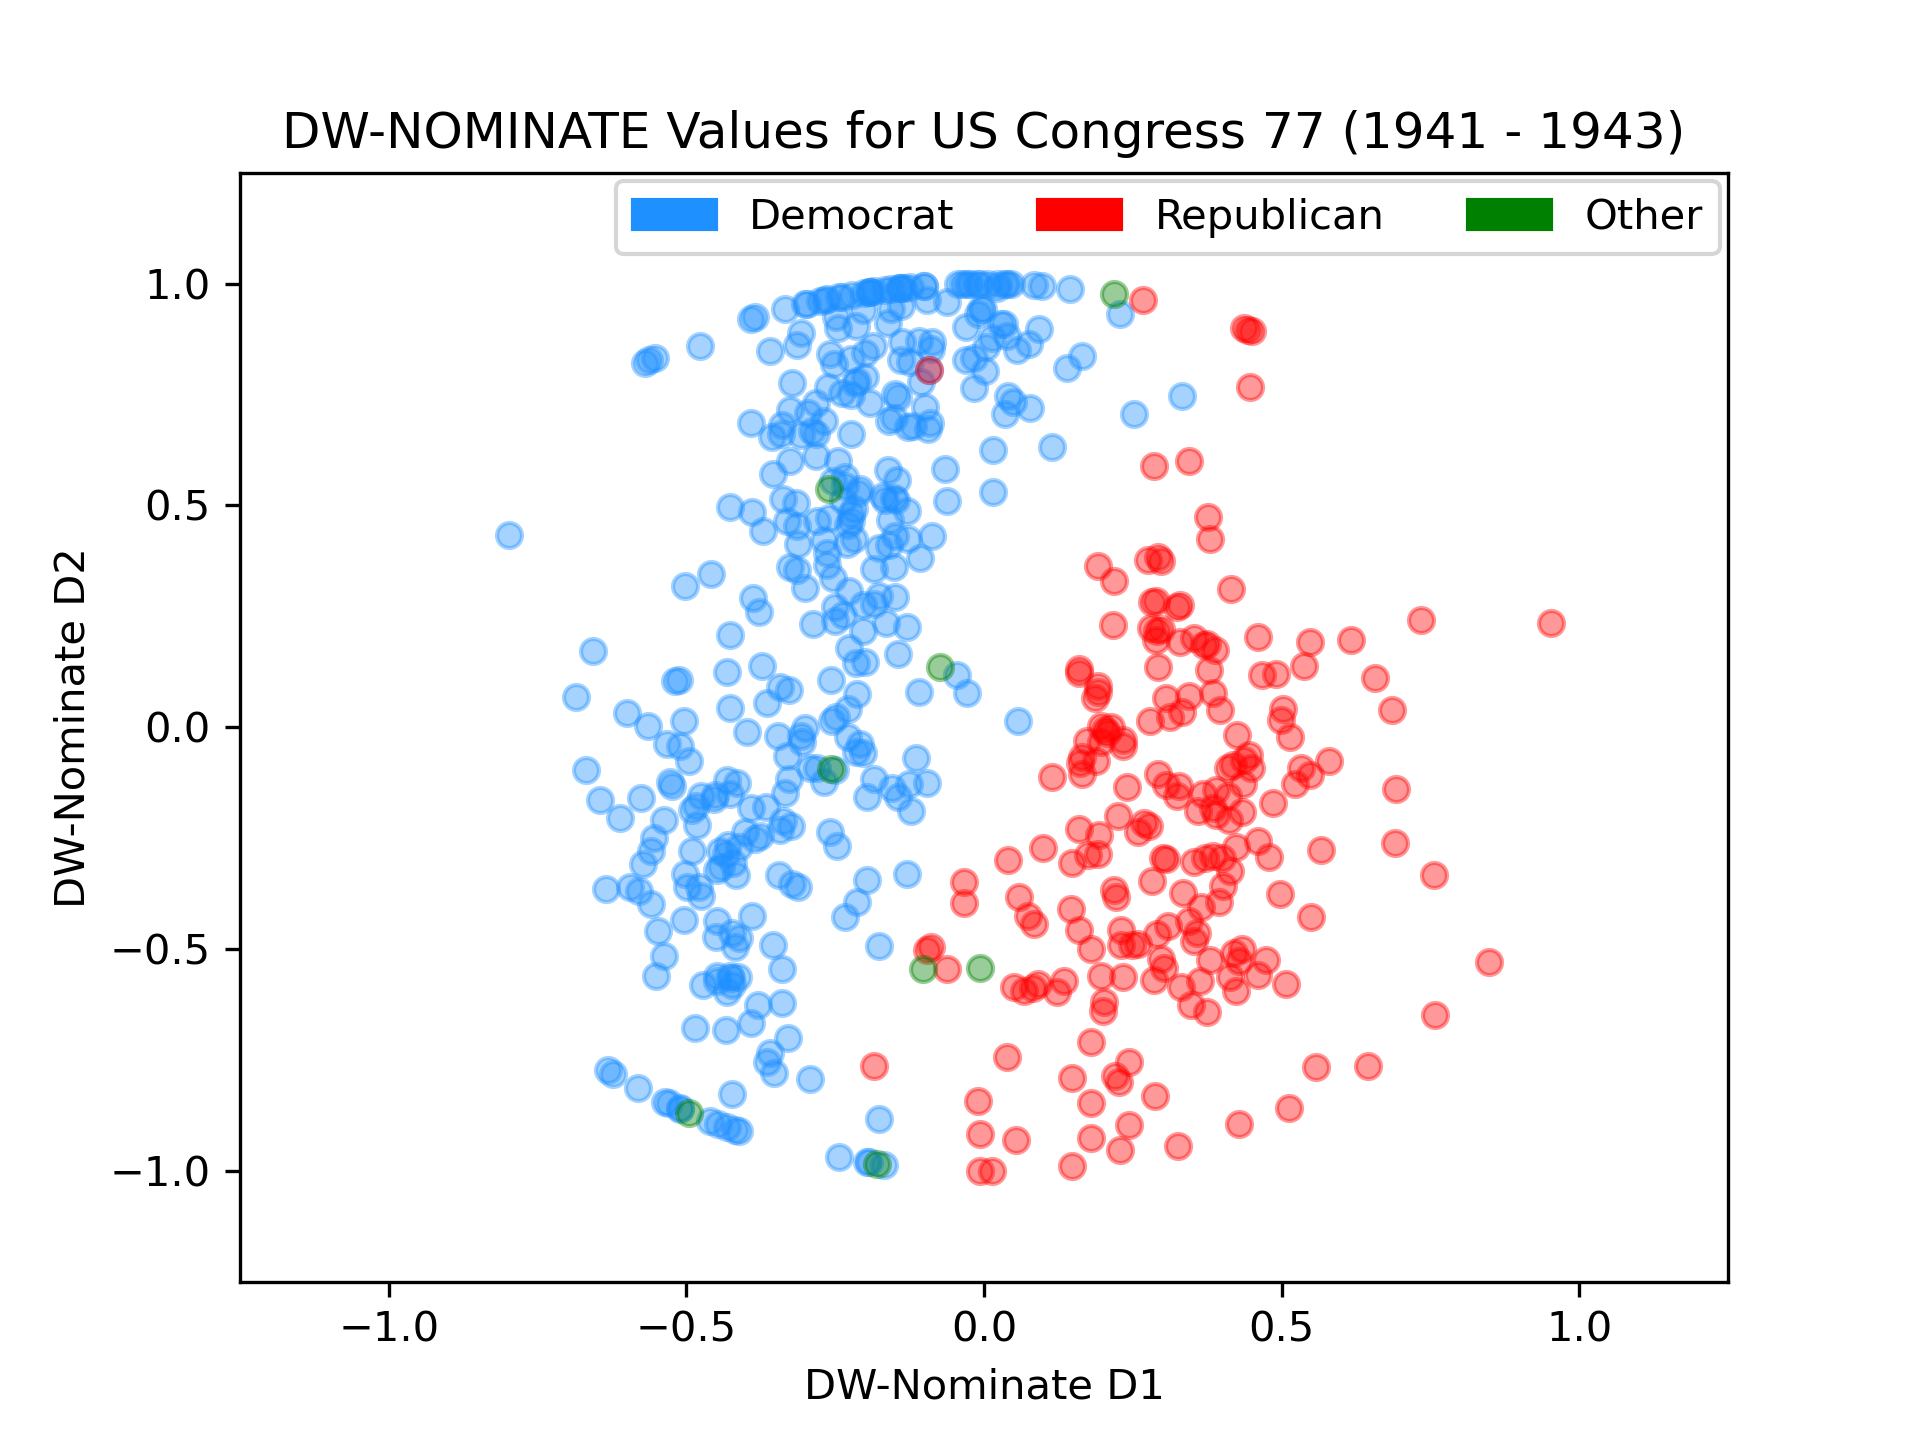 DW-NOMINATE Values for US Congress 77 (1941 - 1943)
Democrat Republican Other
1.0
0.5
0.0
−0.5
−1.0
DW-Nominate D2
−1.0 −0.5 0.0 0.5 1.0
DW-Nominate D1